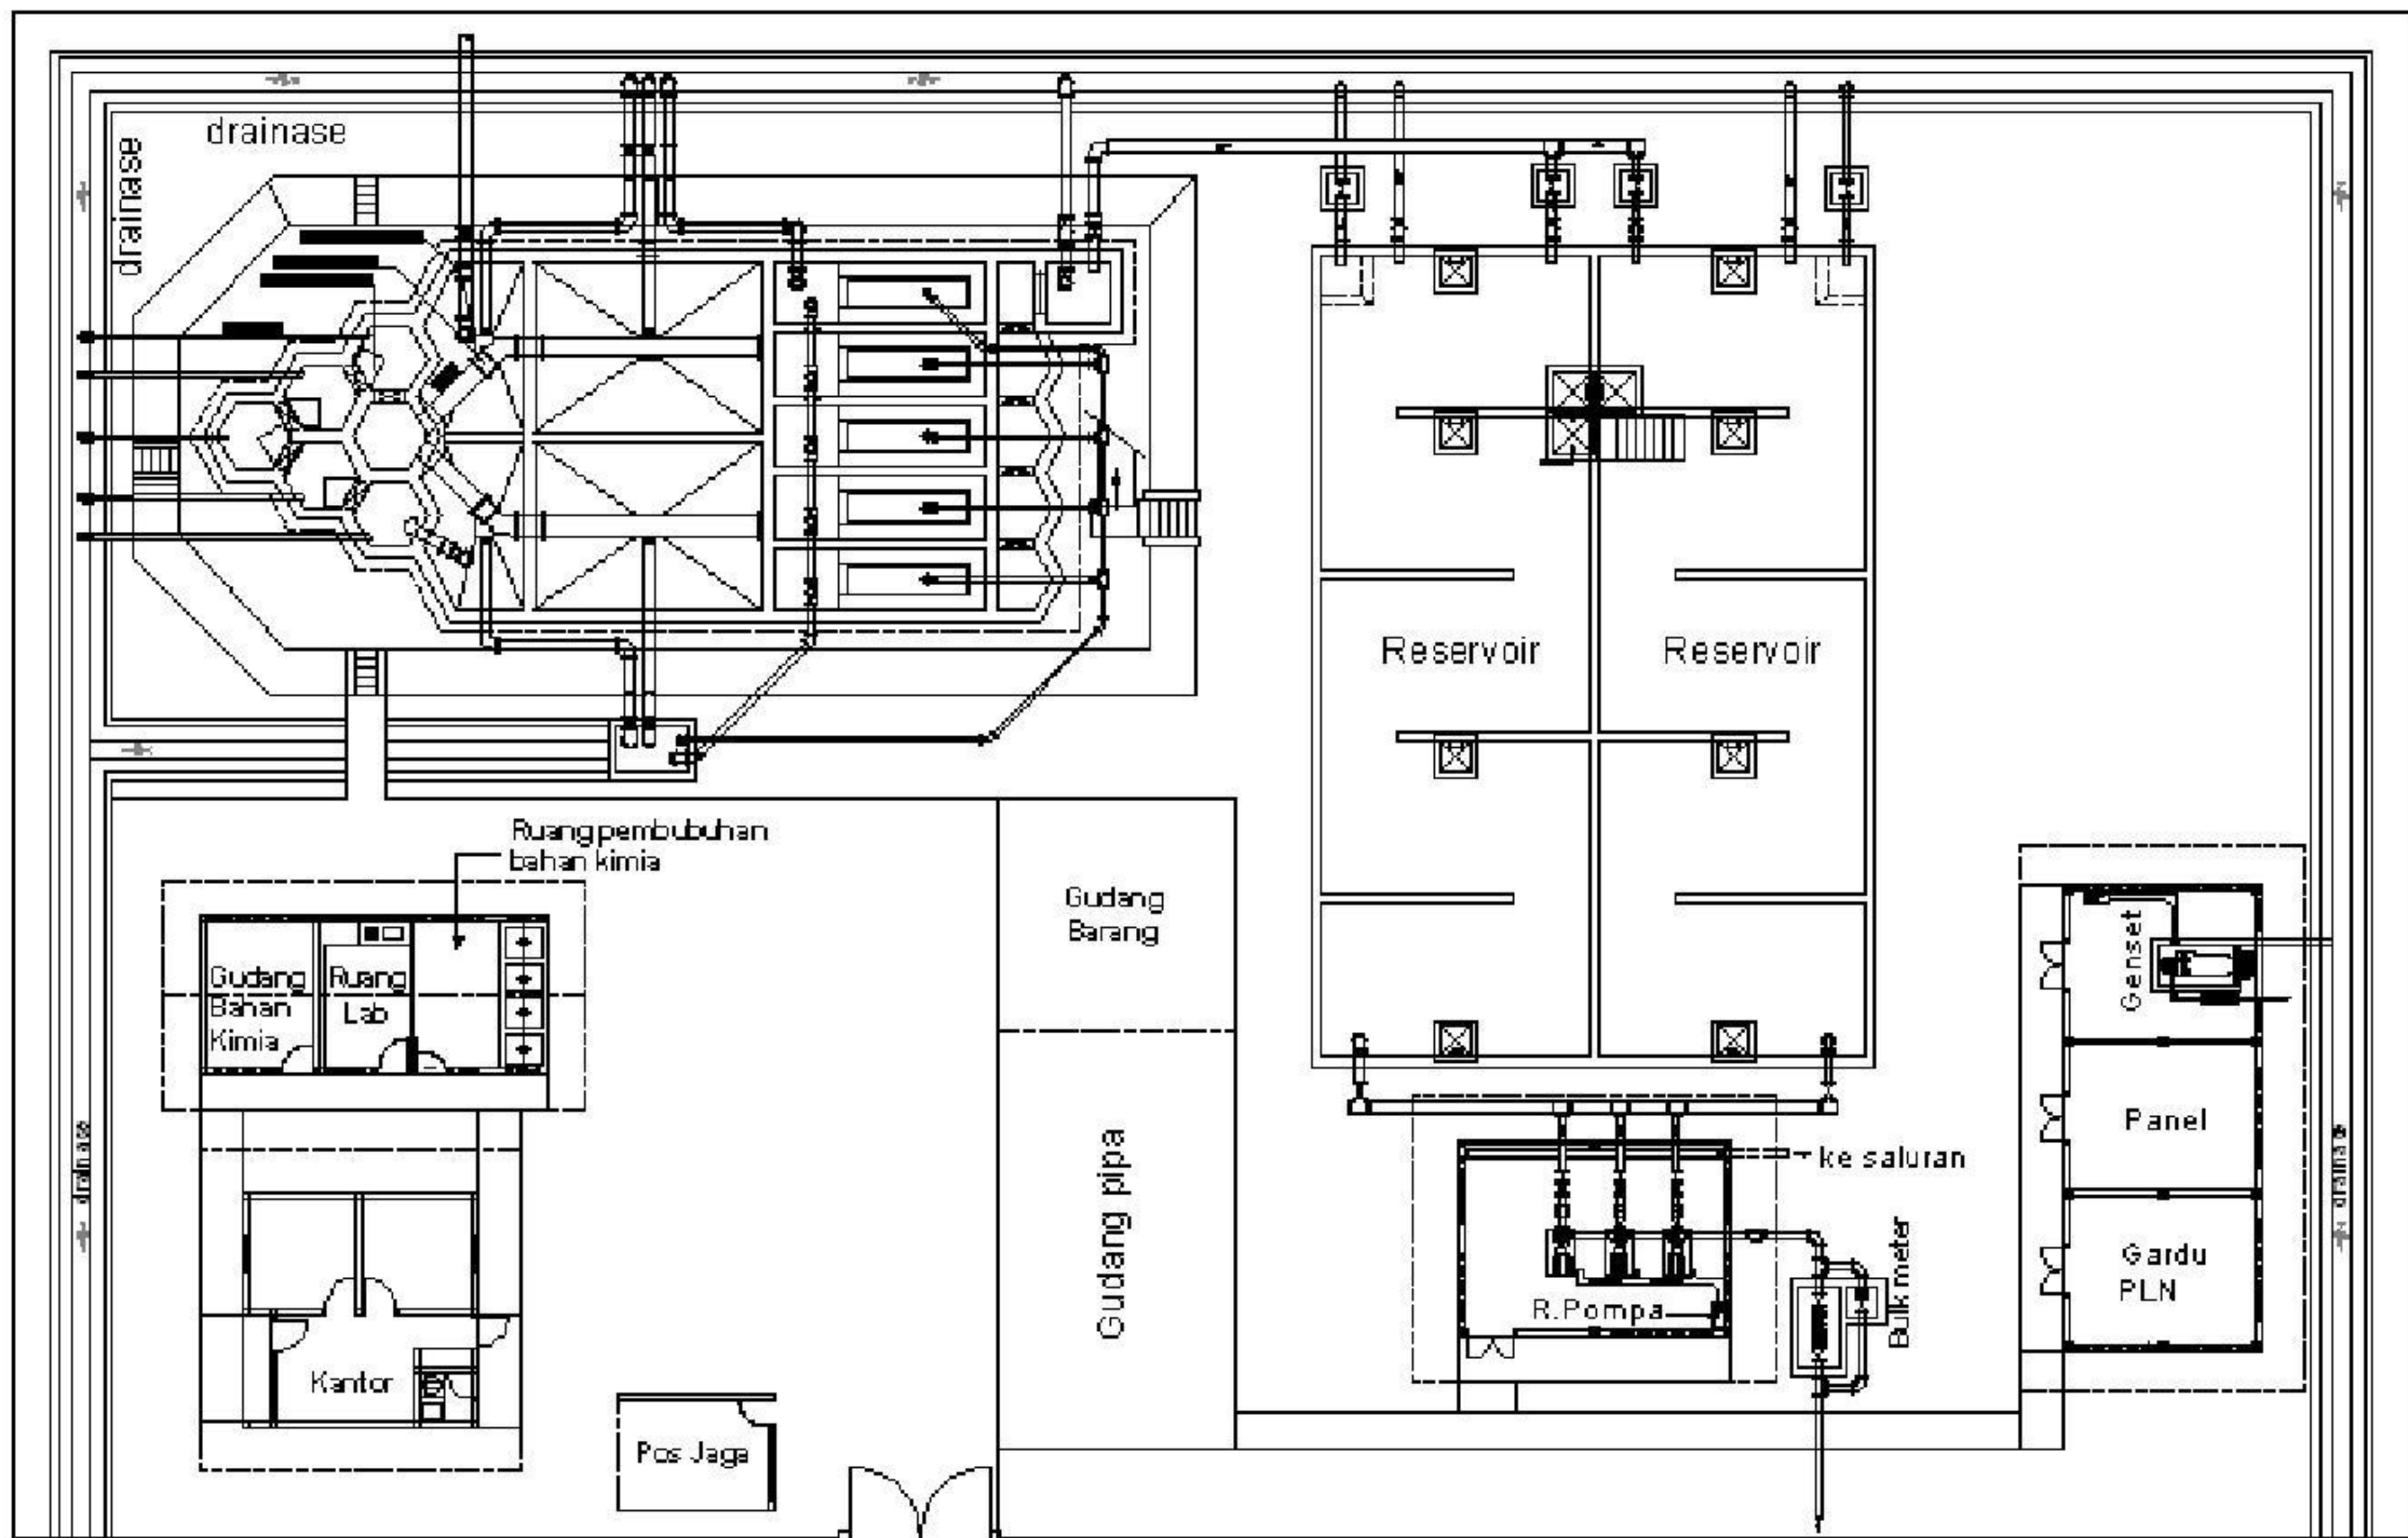 drainase
drainase
Reservoir
Reservoir
Ruang pembubuhan
bahan kimia
Gudang
Barang
Gudang
Bahan
Kimia
Ruang
Lab
Genset
Panel
Gardu
PLN
drainase
drainase
Gudang pipa
ke saluran
R.Pompa
Bulk meter
Kantor
Pos Jaga